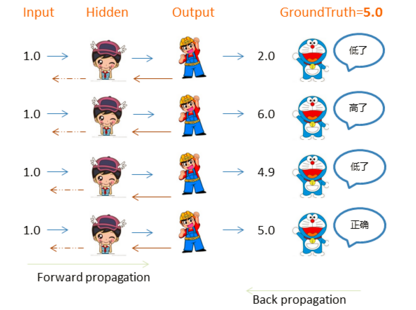 Input Hidden Output GroundTruth=5.0
1.0 2.0 低了
1.0 6.0 高了
1.0 4.9 低了
1.0 5.0 正确
Forward propagation
Back propagation